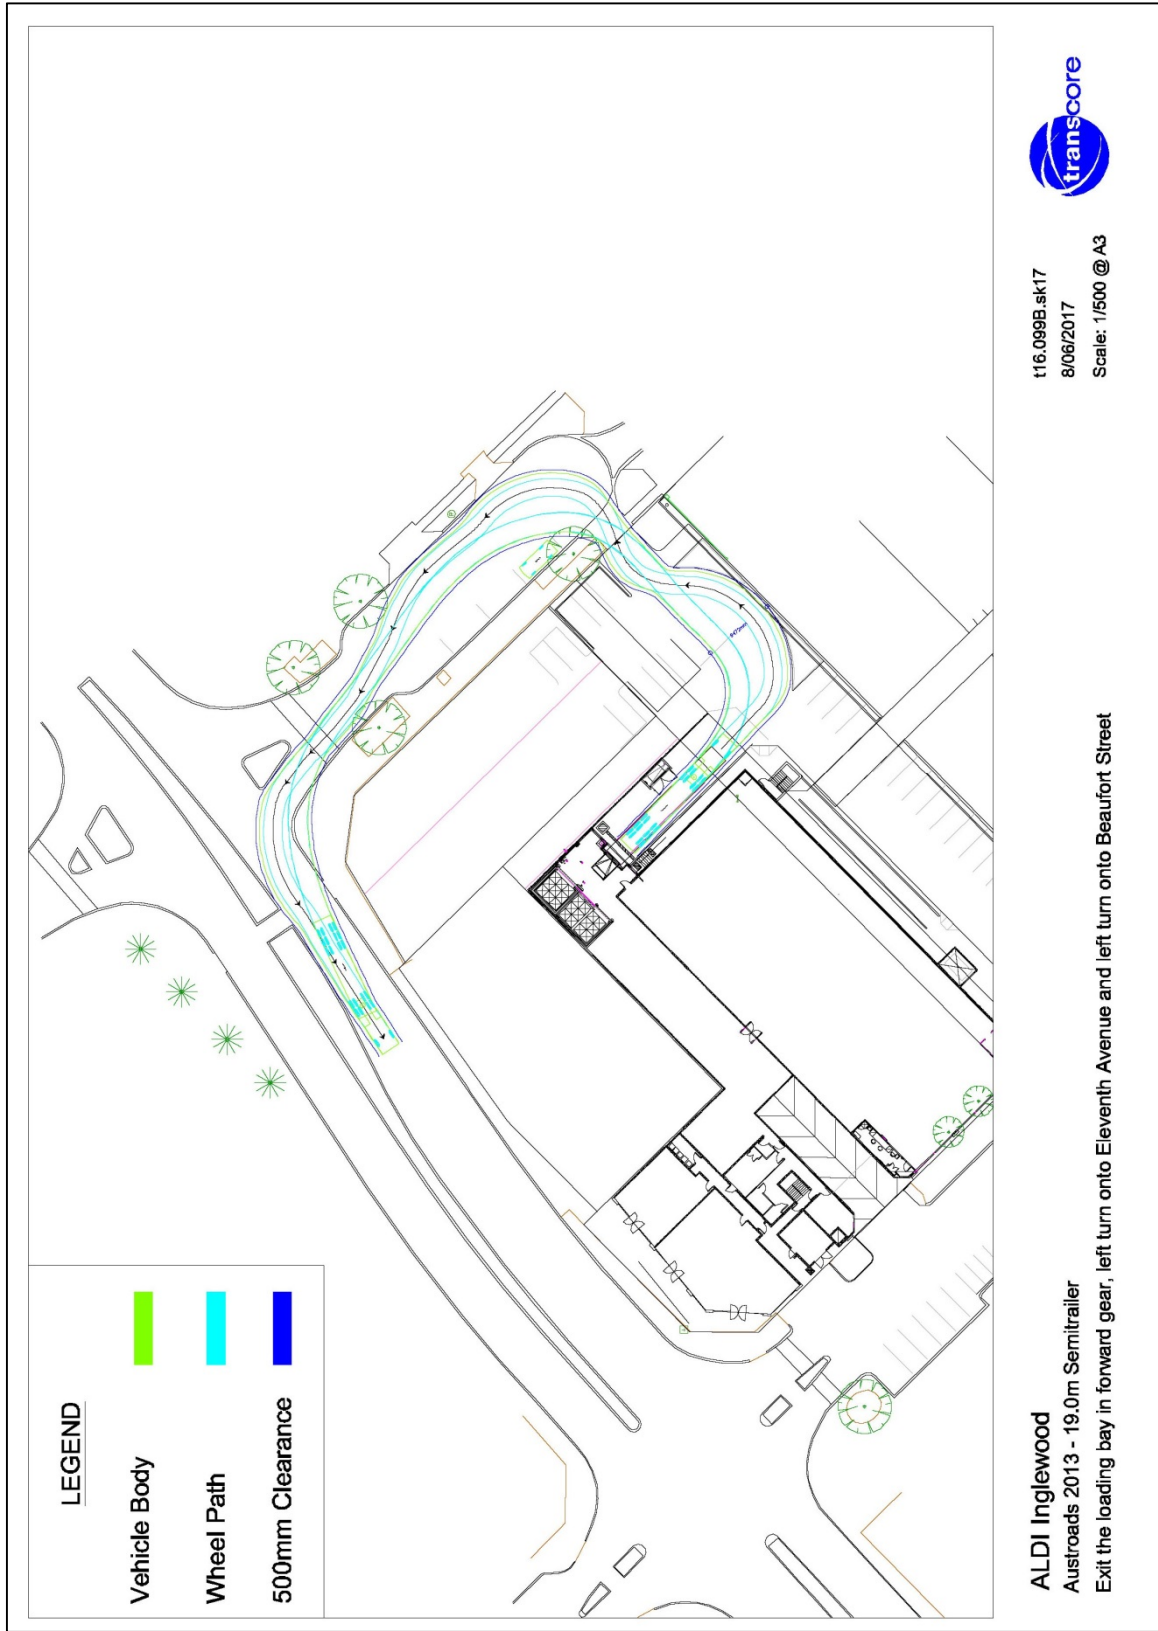 LEGEND
Vehicle Body
Wheel Path
500mm Clearance
ALDI Inglewood
Austroads 2013 - 19.0m Semitrailer
Exit the loading bay in forward gear, left turn onto Eleventh Avenue and left turn onto Beaufort Street
t16.099B.sk17
8/06/2017
Scale: 1/500 @ A3
transcore